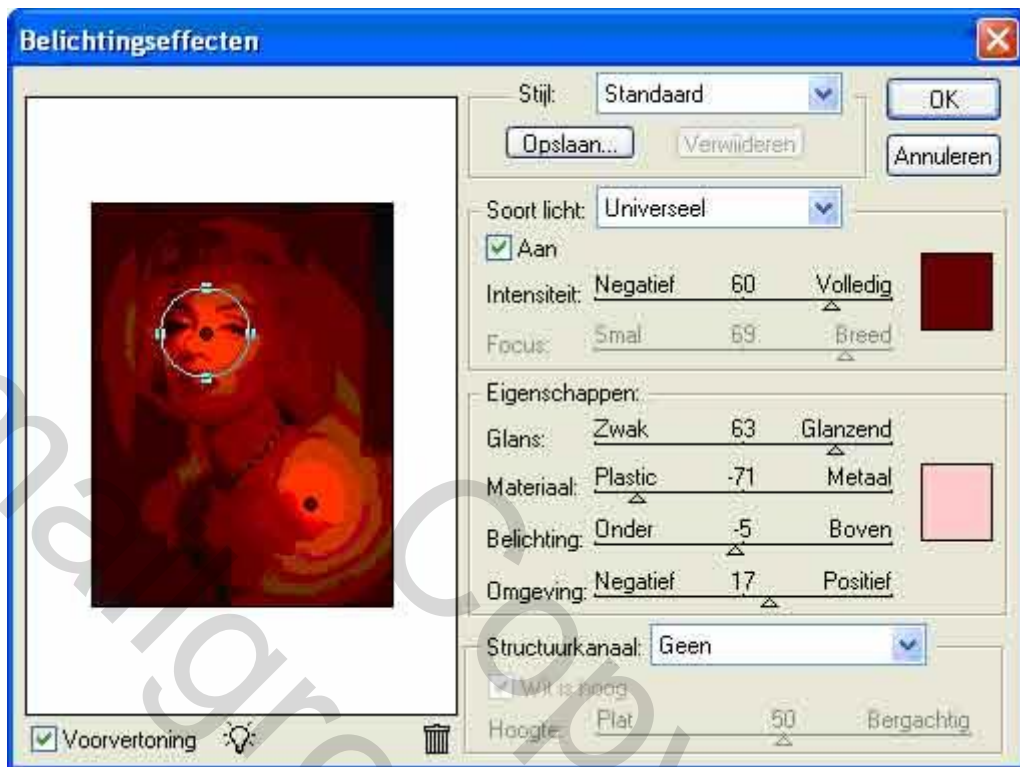 Belichtingseffecten
Stijl: Standaard
OK
Opslaan... Verwijderen
Annuleren
Soort licht: Universeel
Aan
Intensiteit: Negatief 60 Volledig
Focus: Smal 69 Breed
Eigenschappen:
Glans: Zwak 63 Glanzend
Materiaal: Plastic -71 Metaal
Belichting: Onder -5 Boven
Omgeving: Negatief 17 Positief
Structuurkanaal: Geen
Wit is hoog
Hoogte: Plat 50 Bergachtig
Voorvertoning